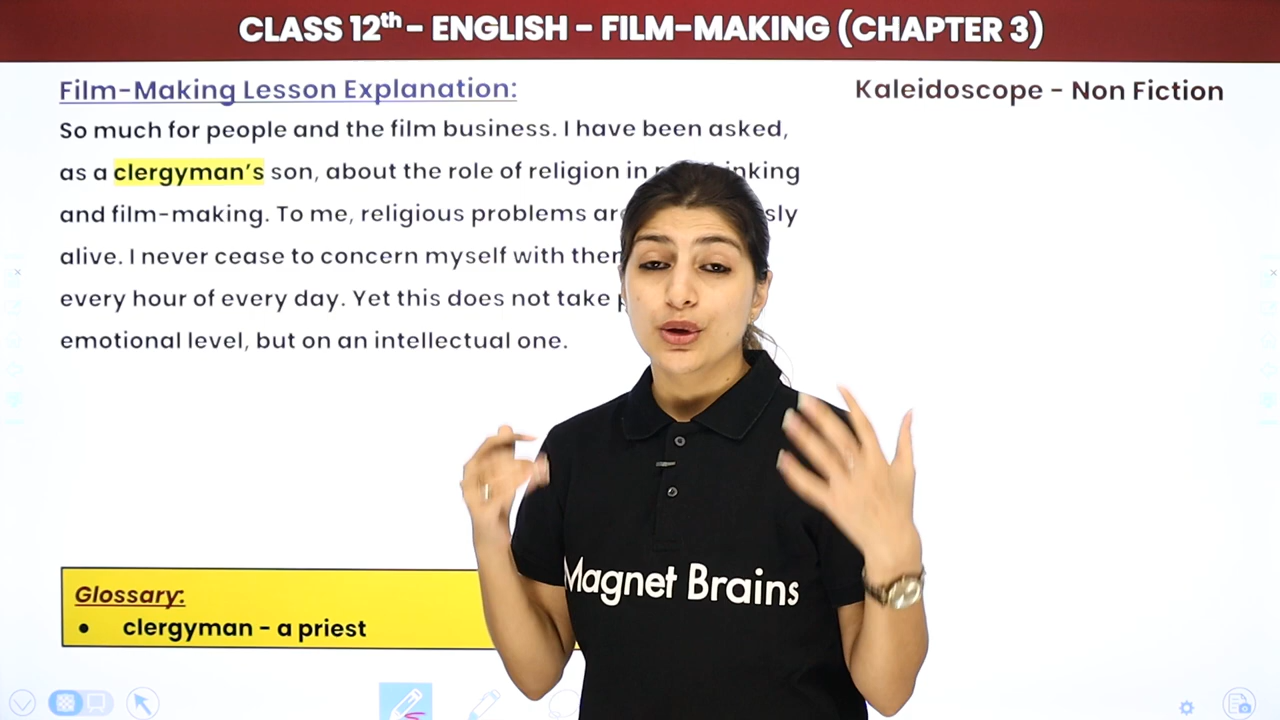 CLASS 12th - ENGLISH - FILM-MAKING (CHAPTER 3)
Film-Making Lesson Explanation:
Kaleidoscope - Non Fiction
So much for people and the film business. I have been asked,
as a clergyman's son, about the role of religion in
and film-making. To me, religious problems
alive. I never cease to concern myself with
every hour of every day. Yet this does not take
emotional level, but on an intellectual one.
Magnet Brains
Glossary:
• clergyman - a priest